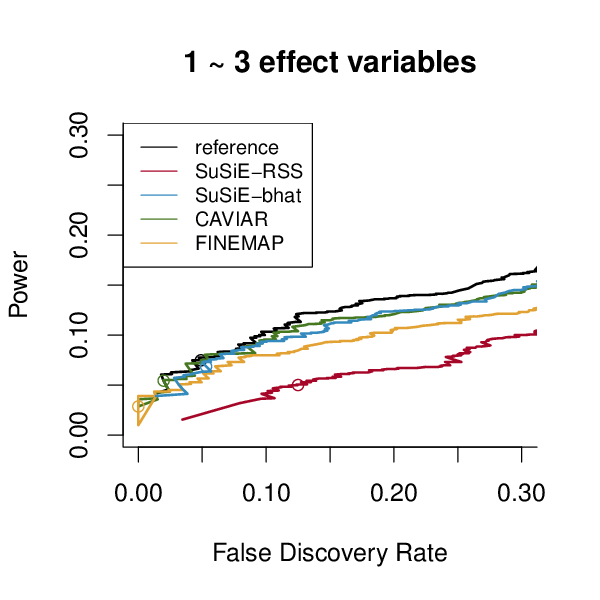 1 ~ 3 effect variables
reference
SuSiE−RSS
SuSiE−bhat
CAVIAR
FINEMAP
Power
0.30
0.20
0.10
0.00
0.00 0.10 0.20 0.30
False Discovery Rate